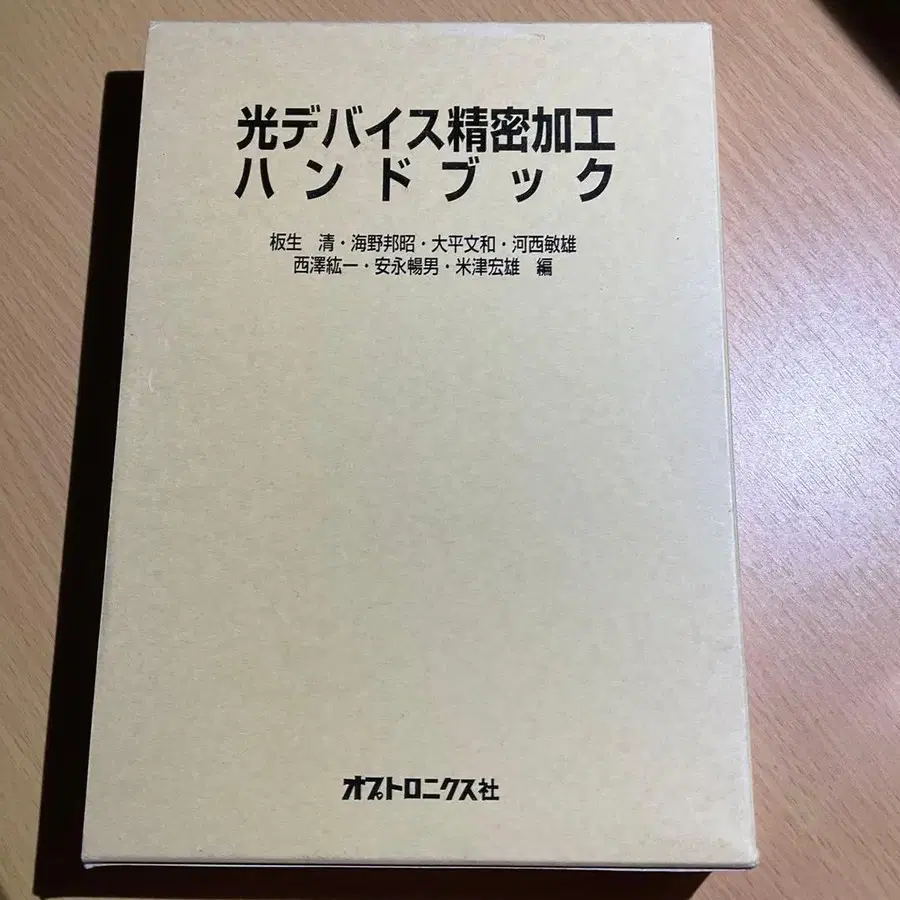 光デバイス精密加工
ハンドブック
板生 清・海野邦昭・大平文和・河西敏雄
西澤紘一・安永暢男・米津宏雄 編
オプトロニクス社